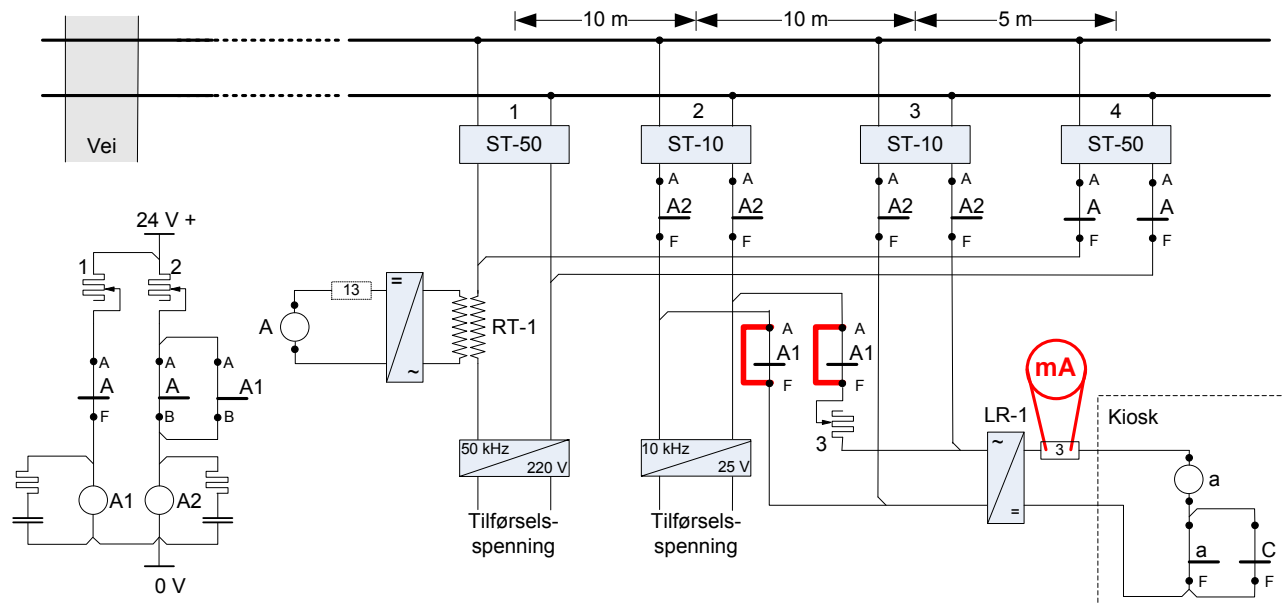 10 m
10 m
5 m
Vei
1
2
3
4
ST-50
ST-10
ST-10
ST-50
A
A
A
A
A
A
A2
A2
A2
A2
A
A
F
F
F
F
F
F
24 V +
1
2
13
=
~
A
RT-1
A
A
A1
A1
F
F
mA
A
A
A
A
A
A1
F
B
B
3
LR-1
~
=
3
Kiosk
a
50 kHz
220 V
10 kHz
25 V
A1
A2
Tilførsels-
spenning
Tilførsels-
spenning
a
C
F
F
0 V